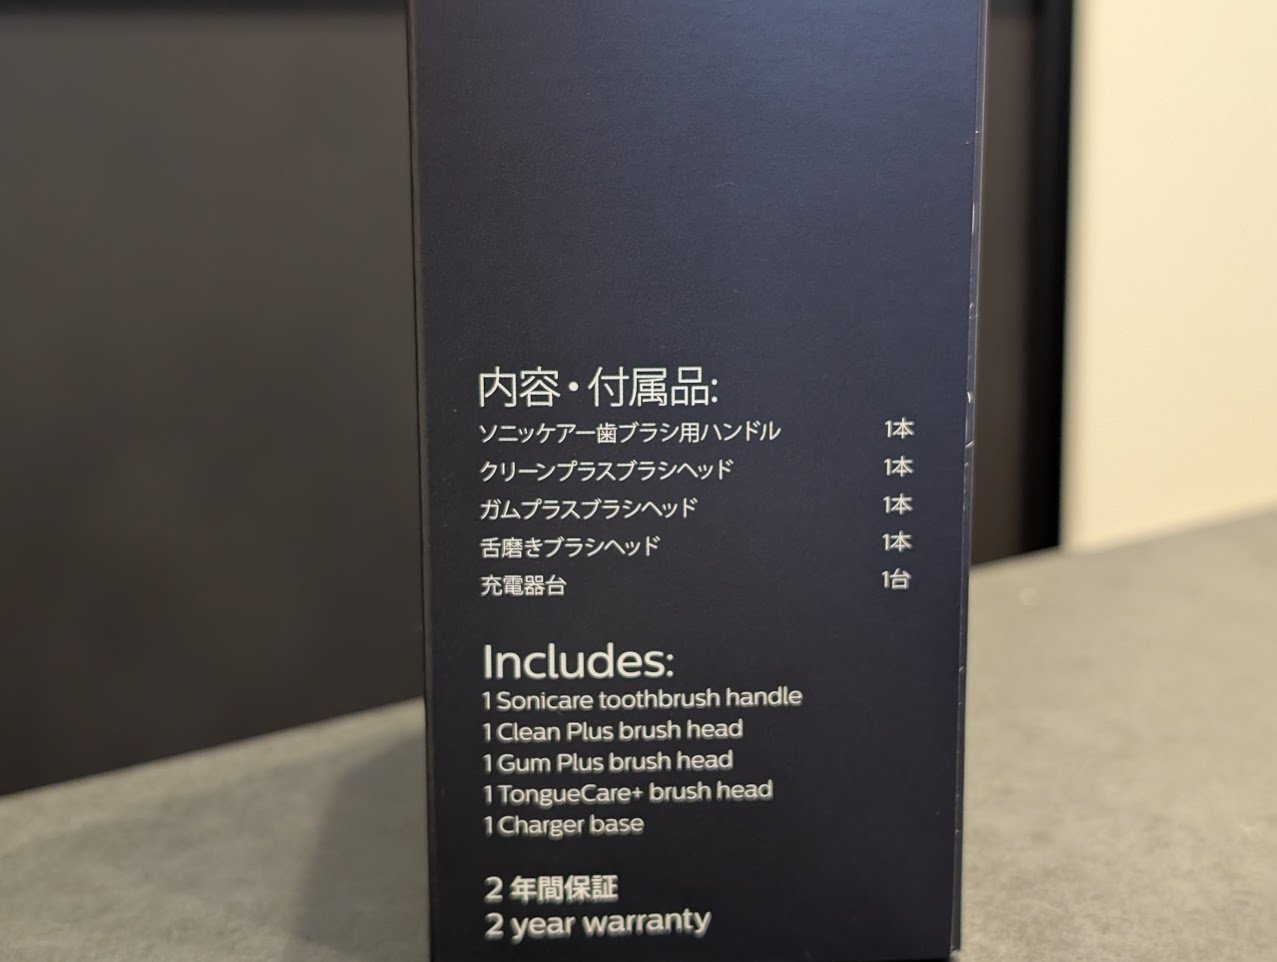 内容・付属品:
ソニッケアー歯ブラシ用ハンドル 1本
クリーンプラスブラシヘッド 1本
ガムプラスブラシヘッド 1本
舌磨きブラシヘッド 1本
充電器台 1台
Includes:
1 Sonicare toothbrush handle
1 Clean Plus brush head
1 Gum Plus brush head
1 TongueCare+ brush head
1 Charger base
2 年間保証
2 year warranty